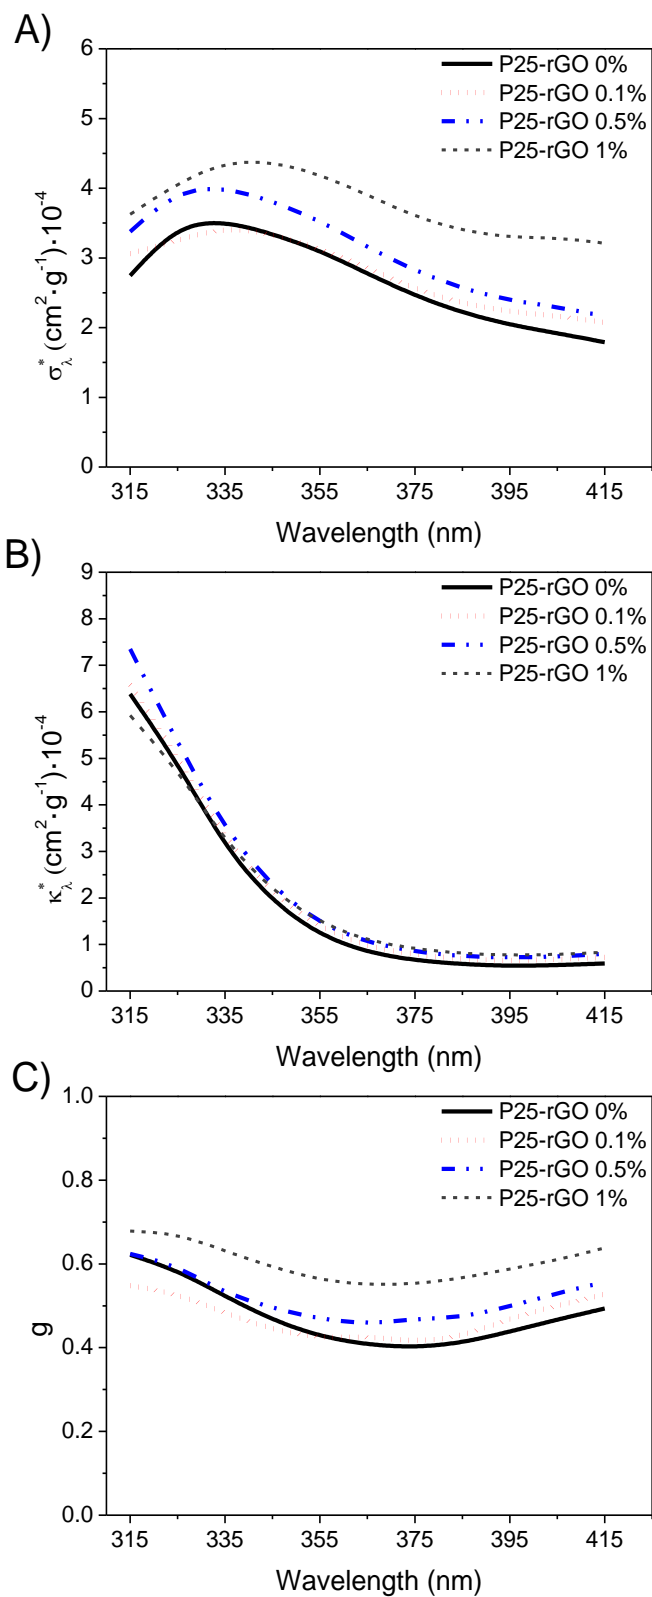 A)
6
5
4
3
2
1
0
σλ* (cm²·g⁻¹)·10⁻⁴
P25-rGO 0%
P25-rGO 0.1%
P25-rGO 0.5%
P25-rGO 1%
315 335 355 375 395 415
Wavelength (nm)
B)
9
8
7
6
5
4
3
2
1
0
κλ* (cm²·g⁻¹)·10⁻⁴
P25-rGO 0%
P25-rGO 0.1%
P25-rGO 0.5%
P25-rGO 1%
315 335 355 375 395 415
Wavelength (nm)
C)
1.0
0.8
0.6
0.4
0.2
0.0
g
P25-rGO 0%
P25-rGO 0.1%
P25-rGO 0.5%
P25-rGO 1%
315 335 355 375 395 415
Wavelength (nm)